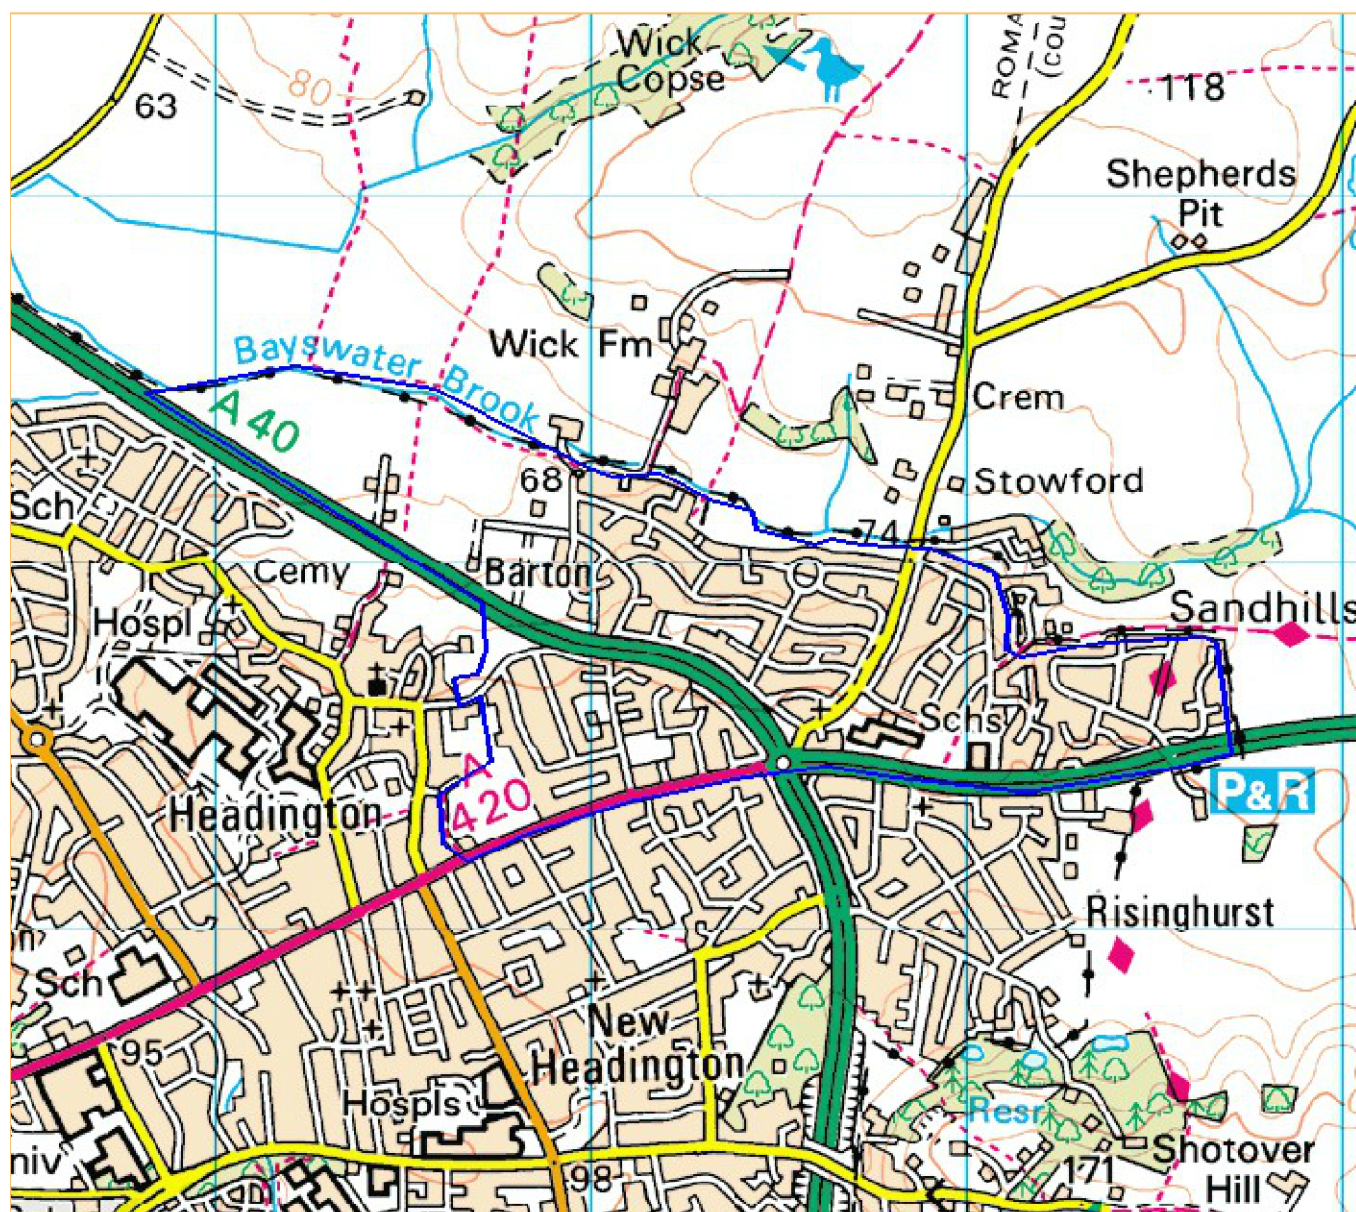 Wick
Copse
ROMA
(cou
80
63
118
Shepherds
Pit
Wick Fm
Bayswater Brook
A 40
Crem
Stowford
68
74
Sch
Cemy
Barton
Hospl
Sandhills
Schs
A
420
P&R
Headington
Risinghurst
Sch
New
Headington
95
Hospls
Resr
Shotover
Hill
171
niv
98